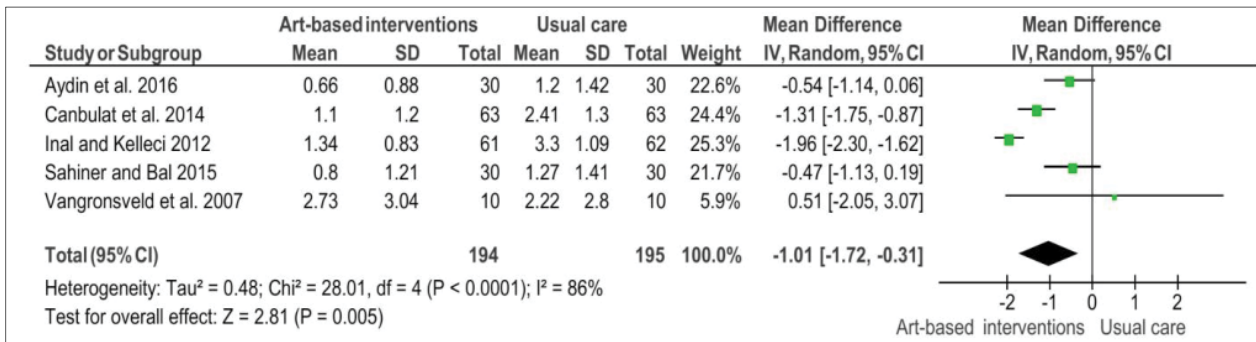 Art-based interventions Usual care Mean Difference Mean Difference
Study or Subgroup Mean SD Total Mean SD Total Weight IV, Random, 95% CI IV, Random, 95% CI
Aydin et al. 2016 0.66 0.88 30 1.2 1.42 30 22.6% -0.54 [-1.14, 0.06]
Canbulat et al. 2014 1.1 1.2 63 2.41 1.3 63 24.4% -1.31 [-1.75, -0.87]
Inal and Kelleci 2012 1.34 0.83 61 3.3 1.09 62 25.3% -1.96 [-2.30, -1.62]
Sahiner and Bal 2015 0.8 1.21 30 1.27 1.41 30 21.7% -0.47 [-1.13, 0.19]
Vangronsveld et al. 2007 2.73 3.04 10 2.22 2.8 10 5.9% 0.51 [-2.05, 3.07]
Total (95% CI) 194 195 100.0% -1.01 [-1.72, -0.31]
Heterogeneity: Tau² = 0.48; Chi² = 28.01, df = 4 (P < 0.0001); I² = 86%
Test for overall effect: Z = 2.81 (P = 0.005)
-2 -1 0 1 2
Art-based interventions Usual care